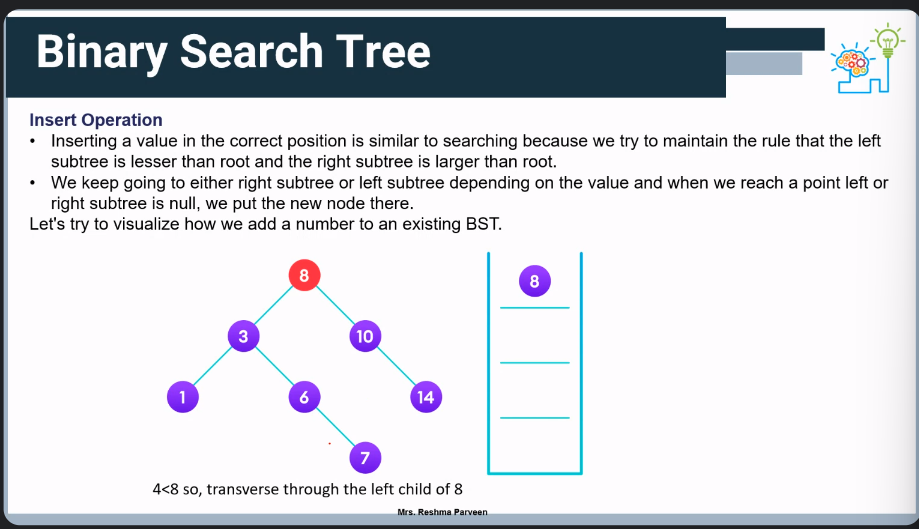 Binary Search Tree
Insert Operation
• Inserting a value in the correct position is similar to searching because we try to maintain the rule that the left
subtree is lesser than root and the right subtree is larger than root.
• We keep going to either right subtree or left subtree depending on the value and when we reach a point left or
right subtree is null, we put the new node there.
Let's try to visualize how we add a number to an existing BST.
8
8
3
10
1
6
14
7
4<8 so, transverse through the left child of 8
Mrs. Reshma Parveen